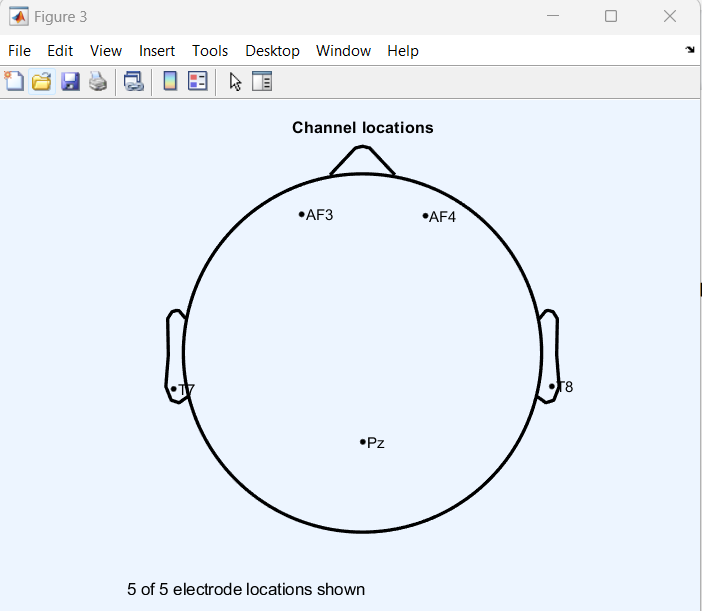 Figure 3
File Edit View Insert Tools Desktop Window Help
Channel locations
AF3 AF4
T7 T8
Pz
5 of 5 electrode locations shown